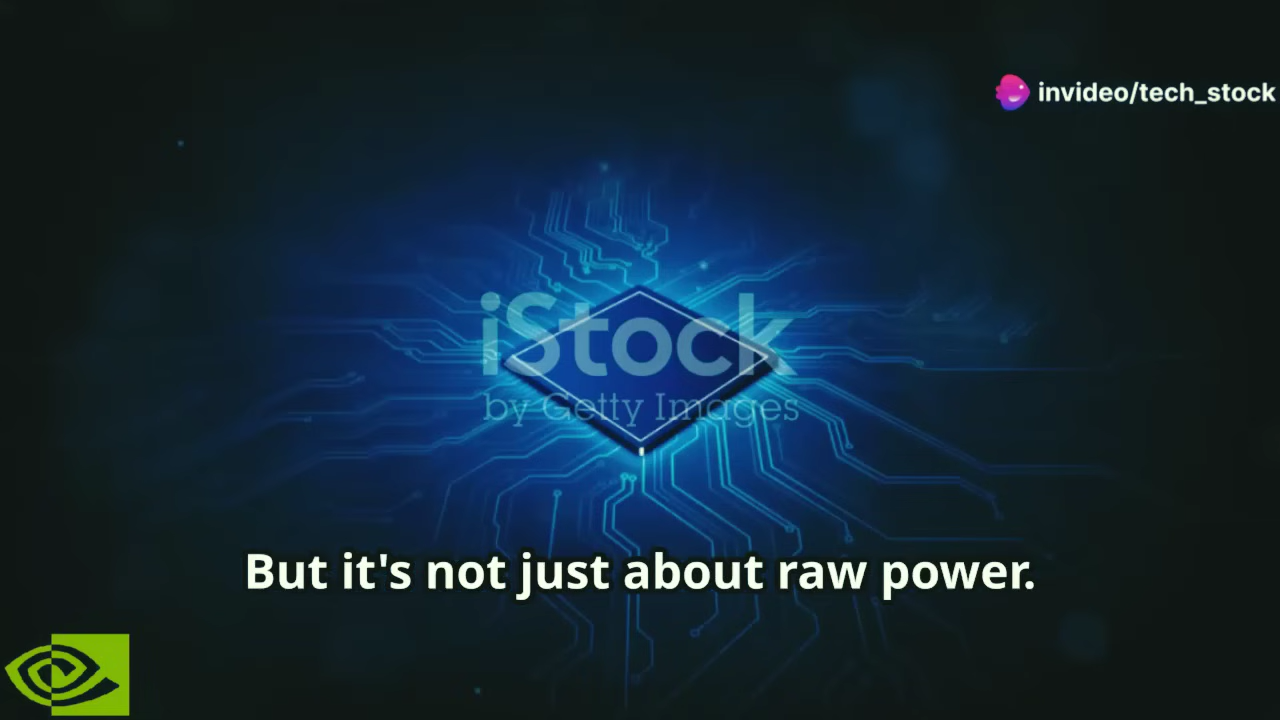 invideo/tech_stock
iStock
by Getty Images
But it's not just about raw power.